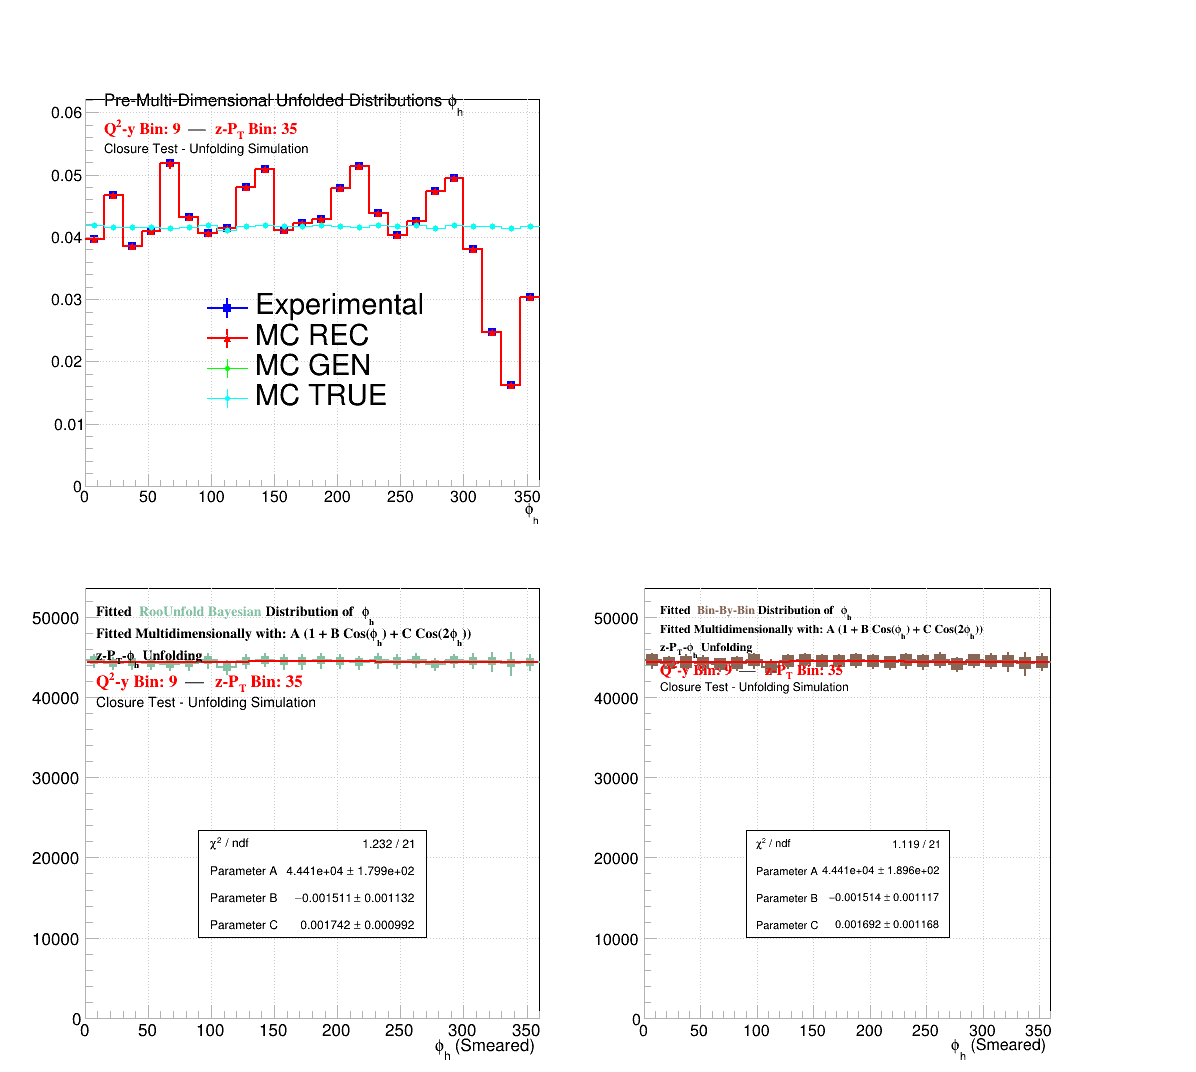 Pre-Multi-Dimensional Unfolded Distributions ϕh
Q2-y Bin: 9 — z-PT Bin: 35
Closure Test - Unfolding Simulation
0.06
0.05
0.04
0.03
0.02
0.01
0
Experimental
MC REC
MC GEN
MC TRUE
0 50 100 150 200 250 300 350
ϕh
Fitted RooUnfold Bayesian Distribution of ϕh
Fitted Multidimensionally with: A (1 + B Cos(ϕh) + C Cos(2ϕh))
z-PT-ϕh Unfolding
Q2-y Bin: 9 — z-PT Bin: 35
Closure Test - Unfolding Simulation
50000
40000
30000
20000
10000
0
χ2 / ndf 1.232 / 21
Parameter A 4.441e+04 ± 1.799e+02
Parameter B −0.001511 ± 0.001132
Parameter C 0.001742 ± 0.000992
0 50 100 150 200 250 300 350
ϕh (Smeared)
Fitted Bin-By-Bin Distribution of ϕh
Fitted Multidimensionally with: A (1 + B Cos(ϕh) + C Cos(2ϕh))
z-PT-ϕh Unfolding
Q2-y Bin: 9 — z-PT Bin: 35
Closure Test - Unfolding Simulation
50000
40000
30000
20000
10000
0
χ2 / ndf 1.119 / 21
Parameter A 4.441e+04 ± 1.896e+02
Parameter B −0.001514 ± 0.001117
Parameter C 0.001692 ± 0.001168
0 50 100 150 200 250 300 350
ϕh (Smeared)